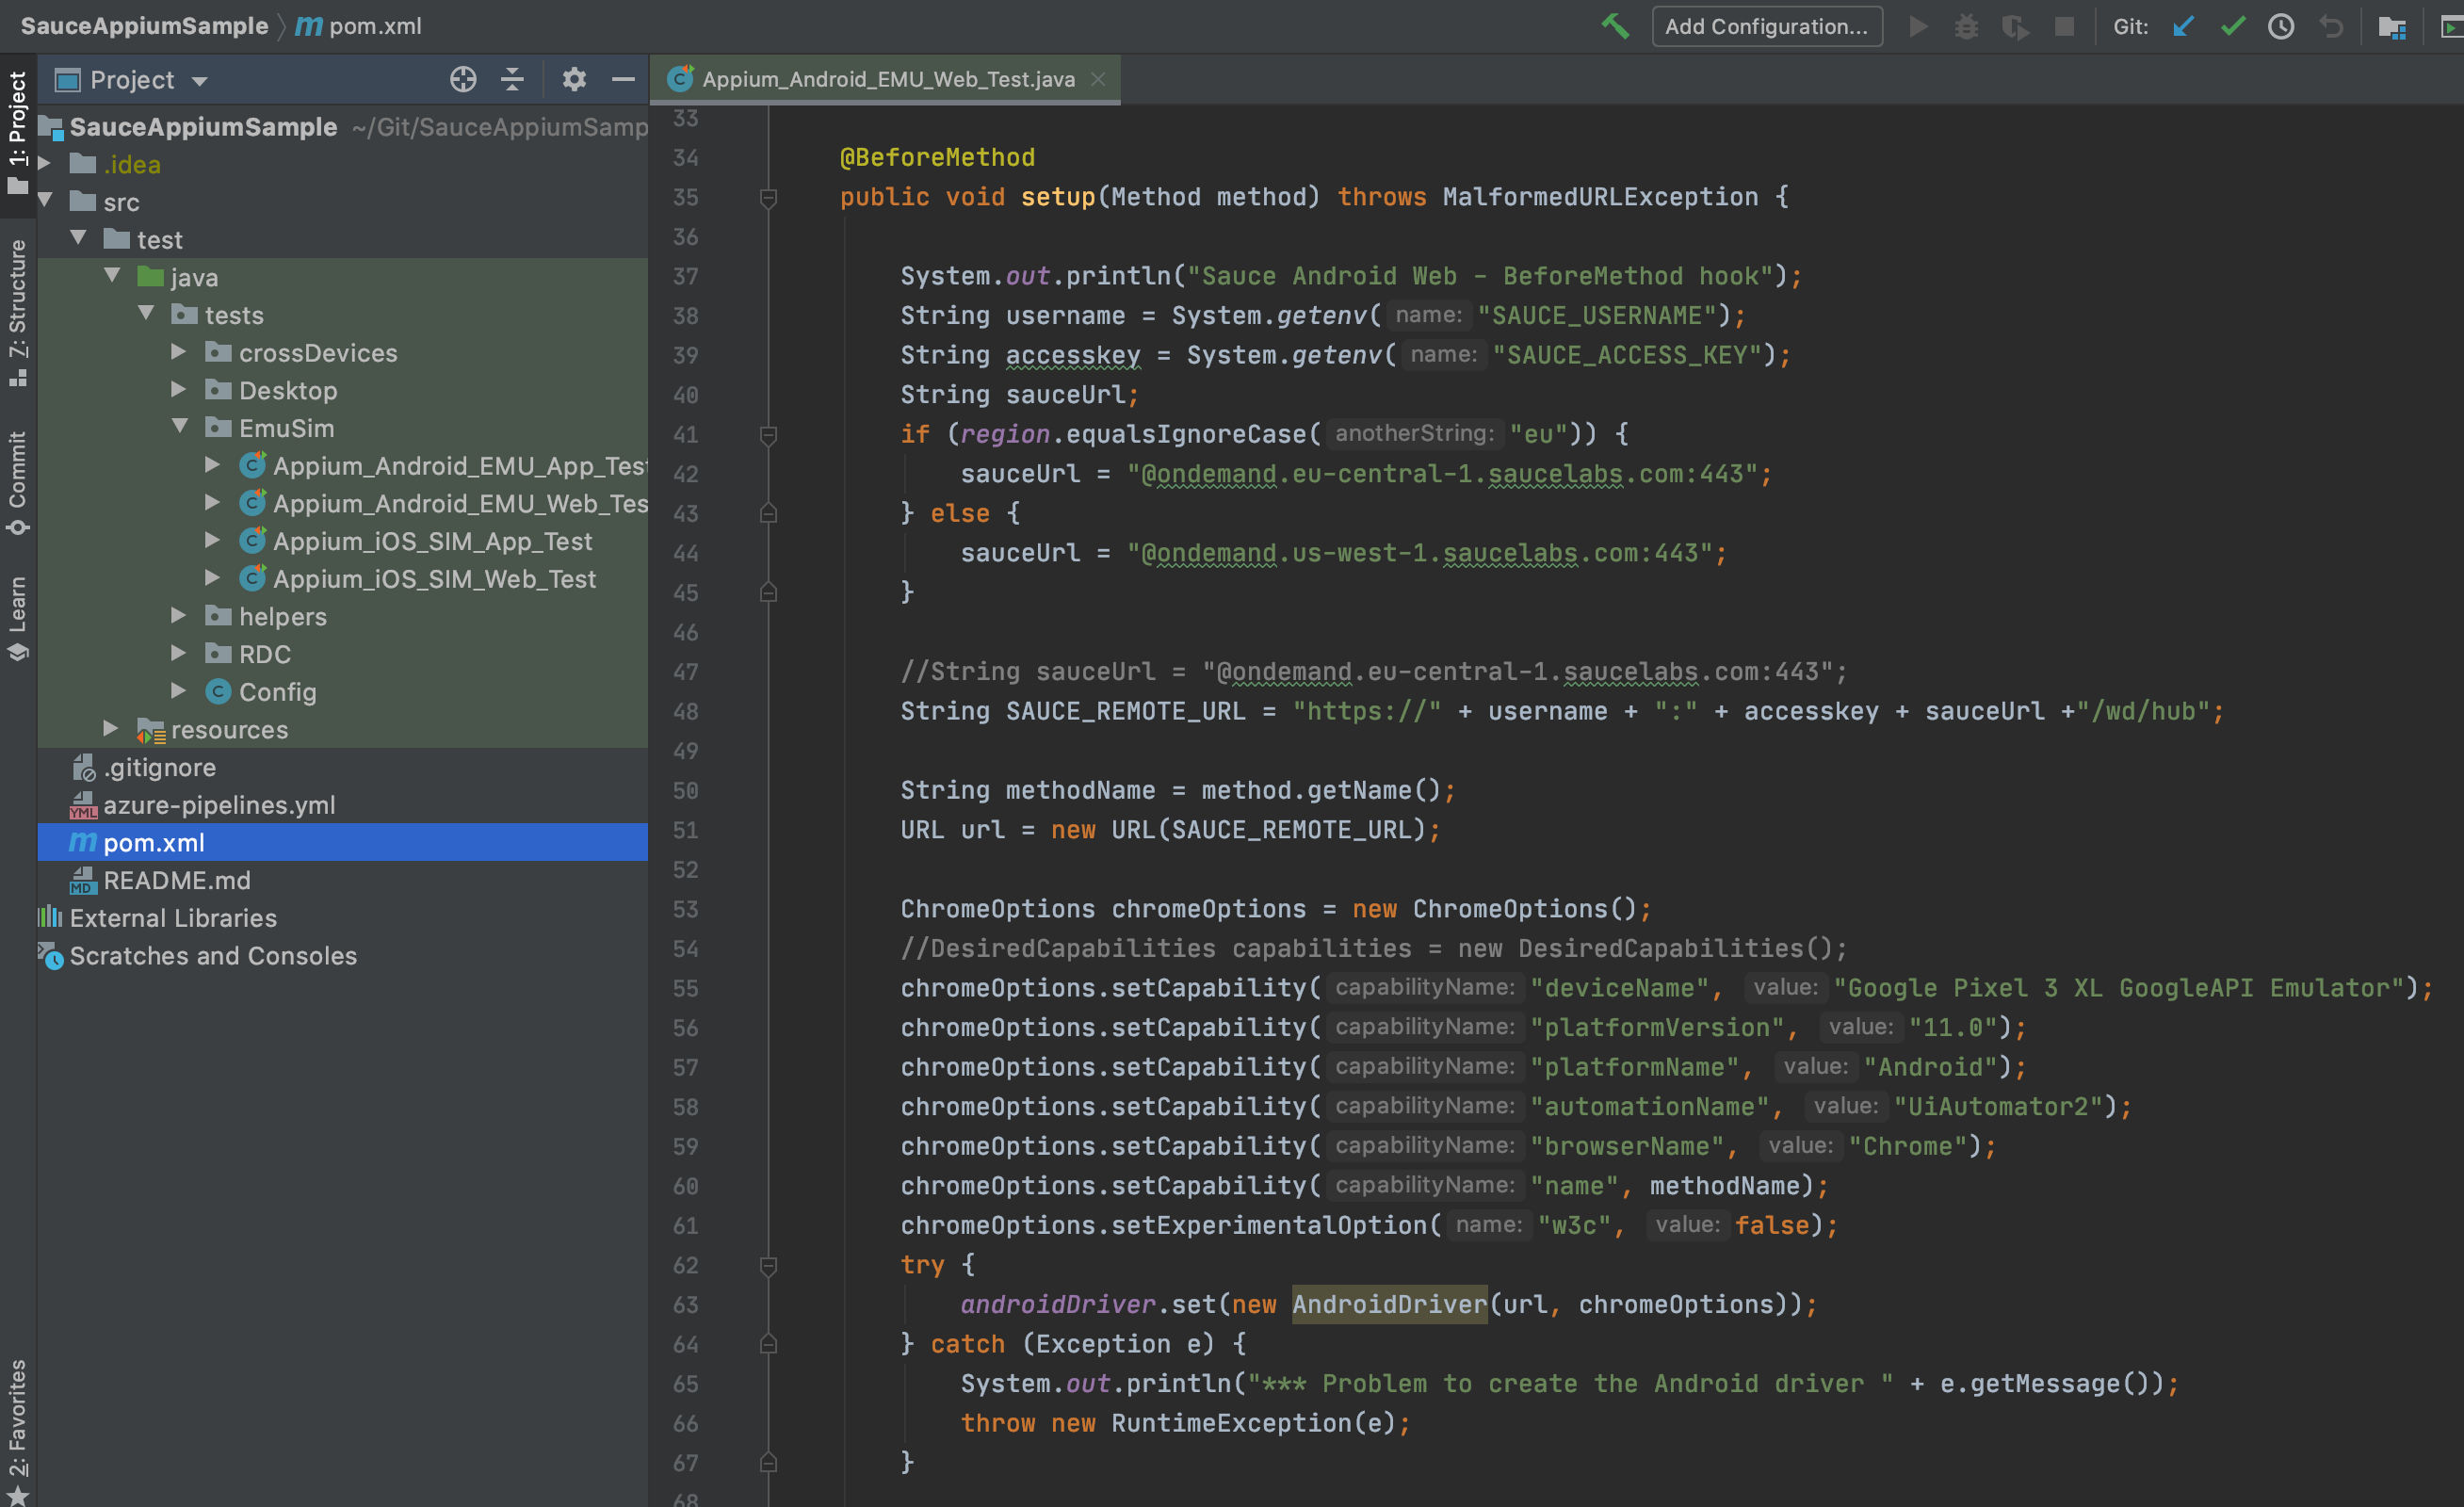 SauceAppiumSample
pom.xml
Add Configuration...
Git:
1: Project
7: Structure
Commit
Learn
2: Favorites
Project
SauceAppiumSample ~/Git/SauceAppiumSamp
.idea
src
test
java
tests
crossDevices
Desktop
EmuSim
Appium_Android_EMU_App_Test
Appium_Android_EMU_Web_Tes
Appium_iOS_SIM_App_Test
Appium_iOS_SIM_Web_Test
helpers
RDC
Config
resources
.gitignore
azure-pipelines.yml
pom.xml
README.md
External Libraries
Scratches and Consoles
Appium_Android_EMU_Web_Test.java
33
34 @BeforeMethod
35 public void setup(Method method) throws MalformedURLException {
36
37 System.out.println("Sauce Android Web - BeforeMethod hook");
38 String username = System.getenv( name: "SAUCE_USERNAME");
39 String accesskey = System.getenv( name: "SAUCE_ACCESS_KEY");
40 String sauceUrl;
41 if (region.equalsIgnoreCase( anotherString: "eu")) {
42 sauceUrl = "@ondemand.eu-central-1.saucelabs.com:443";
43 } else {
44 sauceUrl = "@ondemand.us-west-1.saucelabs.com:443";
45 }
46
47 //String sauceUrl = "@ondemand.eu-central-1.saucelabs.com:443";
48 String SAUCE_REMOTE_URL = "https://" + username + ":" + accesskey + sauceUrl +"/wd/hub";
49
50 String methodName = method.getName();
51 URL url = new URL(SAUCE_REMOTE_URL);
52
53 ChromeOptions chromeOptions = new ChromeOptions();
54 //DesiredCapabilities capabilities = new DesiredCapabilities();
55 chromeOptions.setCapability( capabilityName: "deviceName", value: "Google Pixel 3 XL GoogleAPI Emulator");
56 chromeOptions.setCapability( capabilityName: "platformVersion", value: "11.0");
57 chromeOptions.setCapability( capabilityName: "platformName", value: "Android");
58 chromeOptions.setCapability( capabilityName: "automationName", value: "UiAutomator2");
59 chromeOptions.setCapability( capabilityName: "browserName", value: "Chrome");
60 chromeOptions.setCapability( capabilityName: "name", methodName);
61 chromeOptions.setExperimentalOption( name: "w3c", value: false);
62 try {
63 androidDriver.set(new AndroidDriver(url, chromeOptions));
64 } catch (Exception e) {
65 System.out.println("*** Problem to create the Android driver " + e.getMessage());
66 throw new RuntimeException(e);
67 }
68